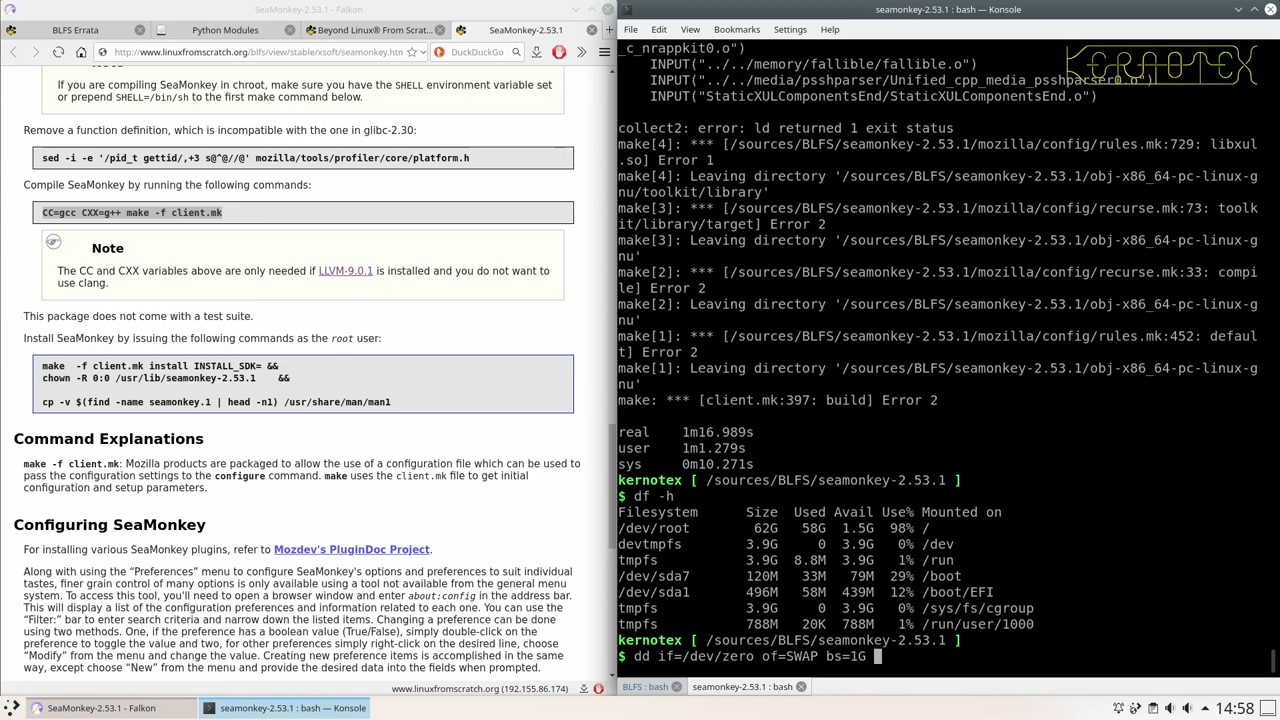 SeaMonkey-2.53.1 - Falkon
BLFS Errata
Python Modules
Beyond Linux® From Scrat...
SeaMonkey-2.53.1
http://www.linuxfromscratch.org/blfs/view/stable/xsoft/seamonkey.htm
DuckDuckGo
If you are compiling SeaMonkey in chroot, make sure you have the SHELL environment variable set
or prepend SHELL=/bin/sh to the first make command below.
Remove a function definition, which is incompatible with the one in glibc-2.30:
sed -i -e '/pid_t gettid/,+3 s@^@//@' mozilla/tools/profiler/core/platform.h
Compile SeaMonkey by running the following commands:
CC=gcc CXX=g++ make -f client.mk
Note
The CC and CXX variables above are only needed if LLVM-9.0.1 is installed and you do not want to
use clang.
This package does not come with a test suite.
Install SeaMonkey by issuing the following commands as the root user:
make  -f client.mk install INSTALL_SDK= &&
chown -R 0:0 /usr/lib/seamonkey-2.53.1    &&
cp -v $(find -name seamonkey.1 | head -n1) /usr/share/man/man1
Command Explanations
make -f client.mk: Mozilla products are packaged to allow the use of a configuration file which can be used to
pass the configuration settings to the configure command. make uses the client.mk file to get initial
configuration and setup parameters.
Configuring SeaMonkey
For installing various SeaMonkey plugins, refer to Mozdev's PluginDoc Project.
Along with using the “Preferences” menu to configure SeaMonkey's options and preferences to suit individual
tastes, finer grain control of many options is only available using a tool not available from the general menu
system. To access this tool, you'll need to open a browser window and enter about:config in the address bar.
This will display a list of the configuration preferences and information related to each one. You can use the
“Filter:” bar to enter search criteria and narrow down the listed items. Changing a preference can be done
using two methods. One, if the preference has a boolean value (True/False), simply double-click on the
preference to toggle the value and two, for other preferences simply right-click on the desired line, choose
“Modify” from the menu and change the value. Creating new preference items is accomplished in the same
way, except choose “New” from the menu and provide the desired data into the fields when prompted.
www.linuxfromscratch.org (192.155.86.174)
seamonkey-2.53.1 : bash — Konsole
File Edit View Bookmarks Settings Help
_c_nrappkit0.o")
    INPUT("../../memory/fallible/fallible.o")
    INPUT("../../media/psshparser/Unified_cpp_media_psshparser0.o")
    INPUT("StaticXULComponentsEnd/StaticXULComponentsEnd.o")
KERNOTEX
collect2: error: ld returned 1 exit status
make[4]: *** [/sources/BLFS/seamonkey-2.53.1/mozilla/config/rules.mk:729: libxul
.so] Error 1
make[4]: Leaving directory '/sources/BLFS/seamonkey-2.53.1/obj-x86_64-pc-linux-g
nu/toolkit/library'
make[3]: *** [/sources/BLFS/seamonkey-2.53.1/mozilla/config/recurse.mk:73: toolk
it/library/target] Error 2
make[3]: Leaving directory '/sources/BLFS/seamonkey-2.53.1/obj-x86_64-pc-linux-g
nu'
make[2]: *** [/sources/BLFS/seamonkey-2.53.1/mozilla/config/recurse.mk:33: compi
le] Error 2
make[2]: Leaving directory '/sources/BLFS/seamonkey-2.53.1/obj-x86_64-pc-linux-g
nu'
make[1]: *** [/sources/BLFS/seamonkey-2.53.1/mozilla/config/rules.mk:452: defaul
t] Error 2
make[1]: Leaving directory '/sources/BLFS/seamonkey-2.53.1/obj-x86_64-pc-linux-g
nu'
make: *** [client.mk:397: build] Error 2
real    1m16.989s
user    1m1.279s
sys     0m10.271s
kernotex [ /sources/BLFS/seamonkey-2.53.1 ]
$ df -h
Filesystem      Size  Used Avail Use% Mounted on
/dev/root        62G   58G  1.5G  98% /
devtmpfs        3.9G     0  3.9G   0% /dev
tmpfs           3.9G  8.8M  3.9G   1% /run
/dev/sda7       120M   33M   79M  29% /boot
/dev/sda1       496M   58M  439M  12% /boot/EFI
tmpfs           3.9G     0  3.9G   0% /sys/fs/cgroup
tmpfs           788M   20K  788M   1% /run/user/1000
kernotex [ /sources/BLFS/seamonkey-2.53.1 ]
$ dd if=/dev/zero of=SWAP bs=1G
BLFS : bash
seamonkey-2.53.1 : bash
SeaMonkey-2.53.1 - Falkon
seamonkey-2.53.1 : bash — Konsole
14:58